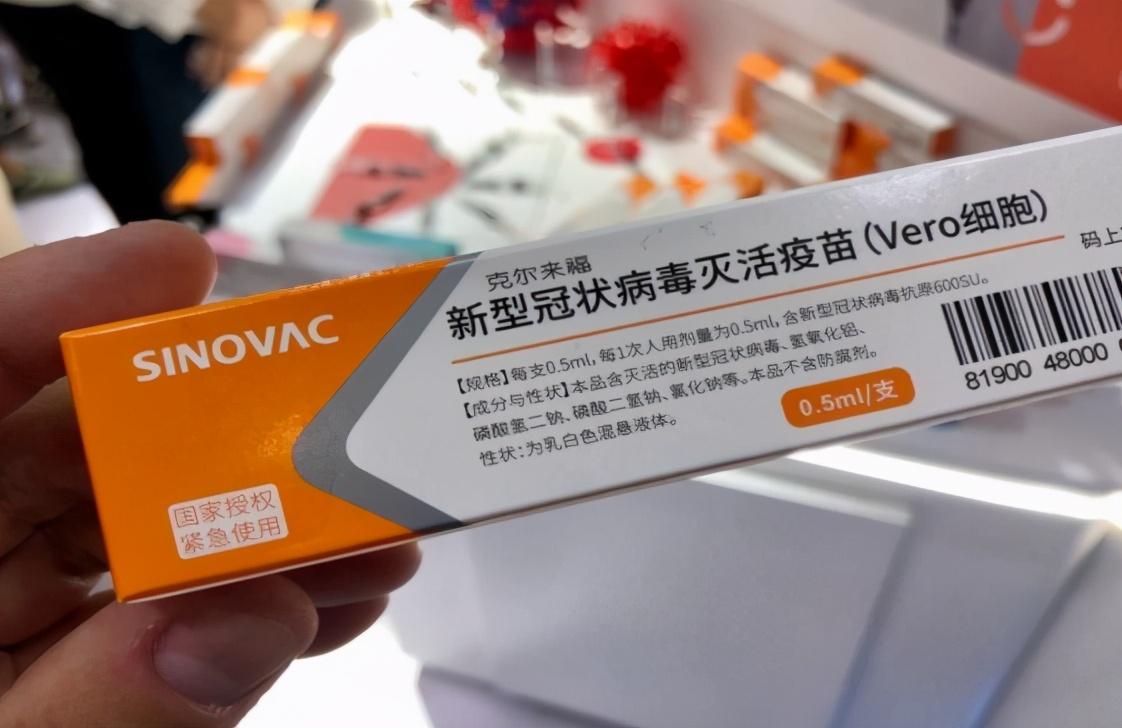 SINOVAC
国家授权
紧急使用
克尔来福
新型冠状病毒灭活疫苗(Vero细胞)
【规格】每支0.5ml,每1次人用剂量为0.5ml,含新型冠状病毒抗原600SU。
【成分与性状】本品含灭活的新型冠状病毒、氢氧化铝、
磷酸氢二钠、磷酸二氢钠、氯化钠等。本品不含防腐剂。
性状:为乳白色混悬液体。
0.5ml/支
码上
81900 48000